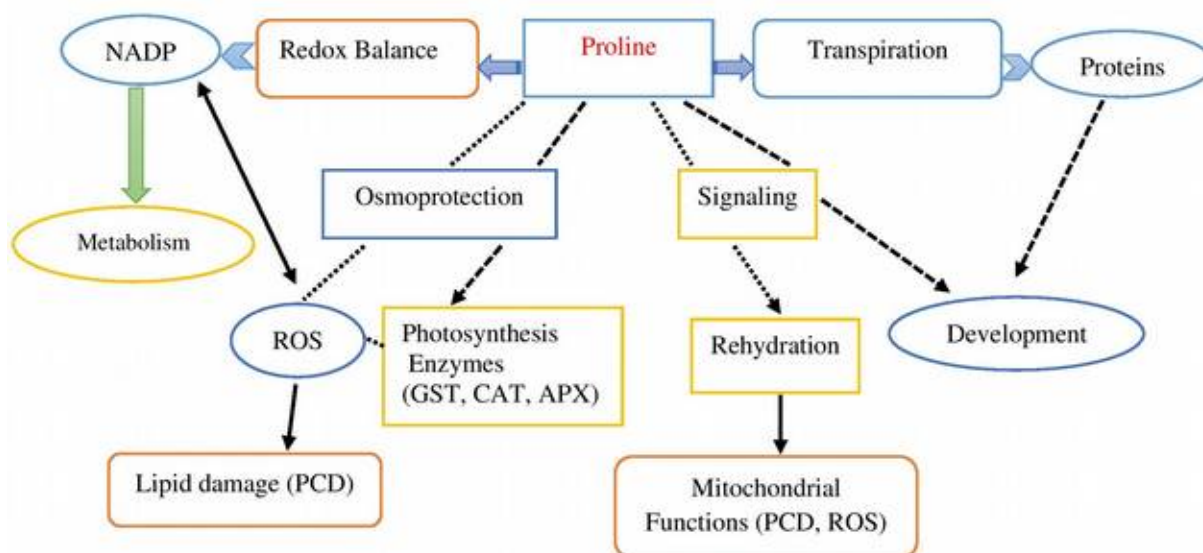 NADP
Redox Balance
Proline
Transpiration
Proteins
Osmoprotection
Signaling
Metabolism
ROS
Photosynthesis
Enzymes
(GST, CAT, APX)
Rehydration
Development
Lipid damage (PCD)
Mitochondrial
Functions (PCD, ROS)